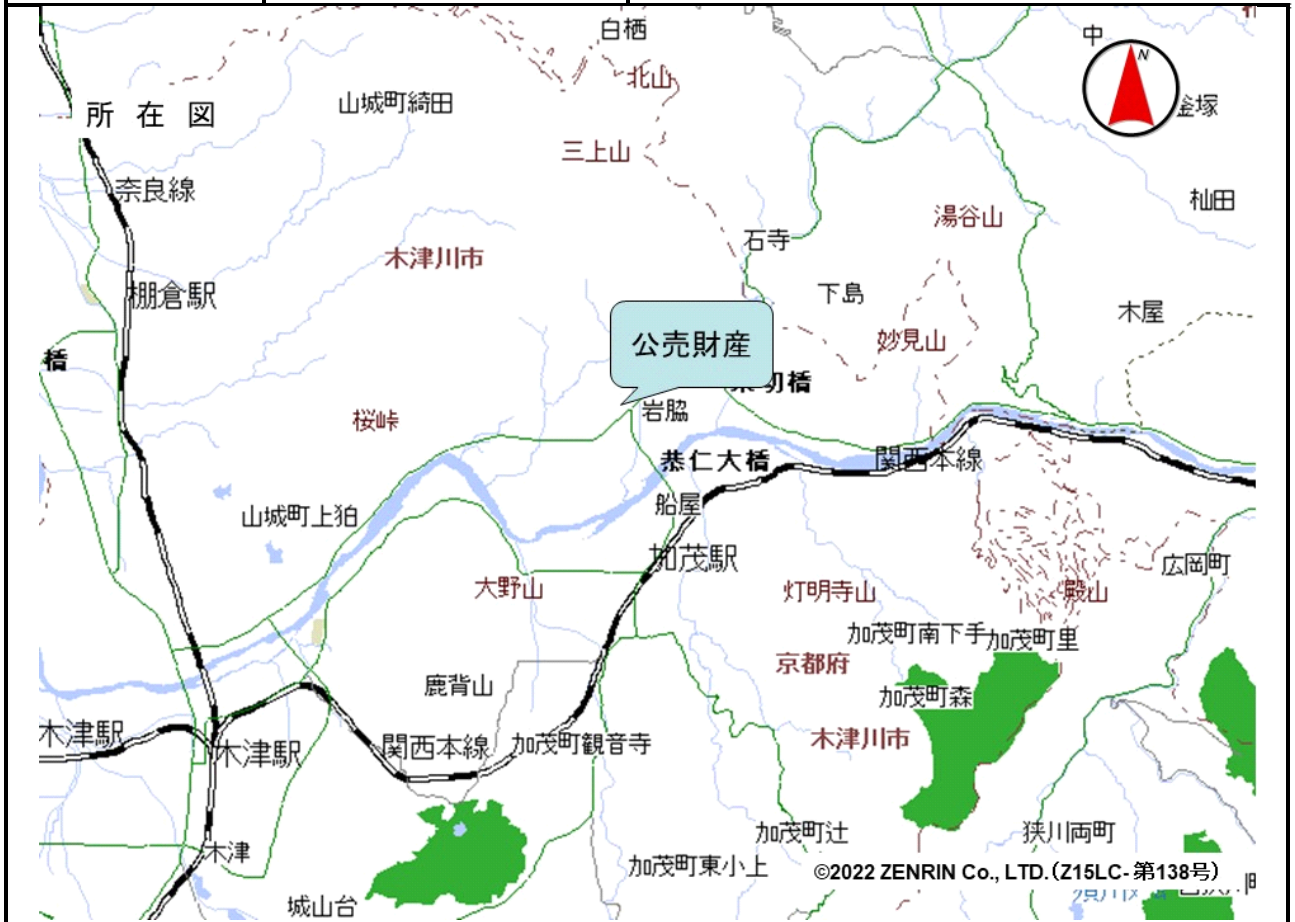 白栖
中
N
所在図
山城町綺田
北山
釜塚
三上山
奈良線
杣田
湯谷山
石寺
木津川市
棚倉駅
下島
木屋
公売財産
妙見山
橋
岩脇
桜峠
恭仁大橋
関西本線
船屋
山城町上狛
加茂駅
広岡町
大野山
灯明寺山
殿山
加茂町南下手
加茂町里
京都府
鹿背山
加茂町森
木津駅
木津駅
関西本線
加茂町観音寺
木津川市
木津
加茂町辻
狭川両町
加茂町東小上
©2022 ZENRIN Co., LTD.(Z15LC-第138号)
城山台